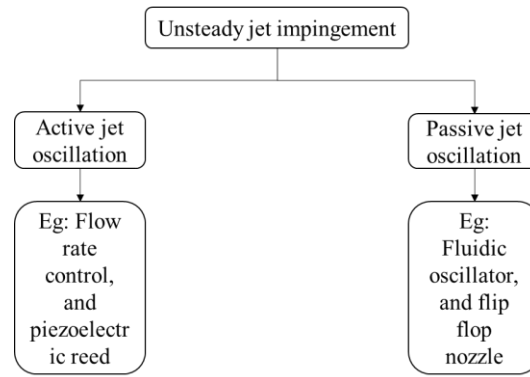 Unsteady jet impingement
Active jet
oscillation
Passive jet
oscillation
Eg: Flow
rate
control,
and
piezoelectr
ic reed
Eg:
Fluidic
oscillator,
and flip
flop
nozzle